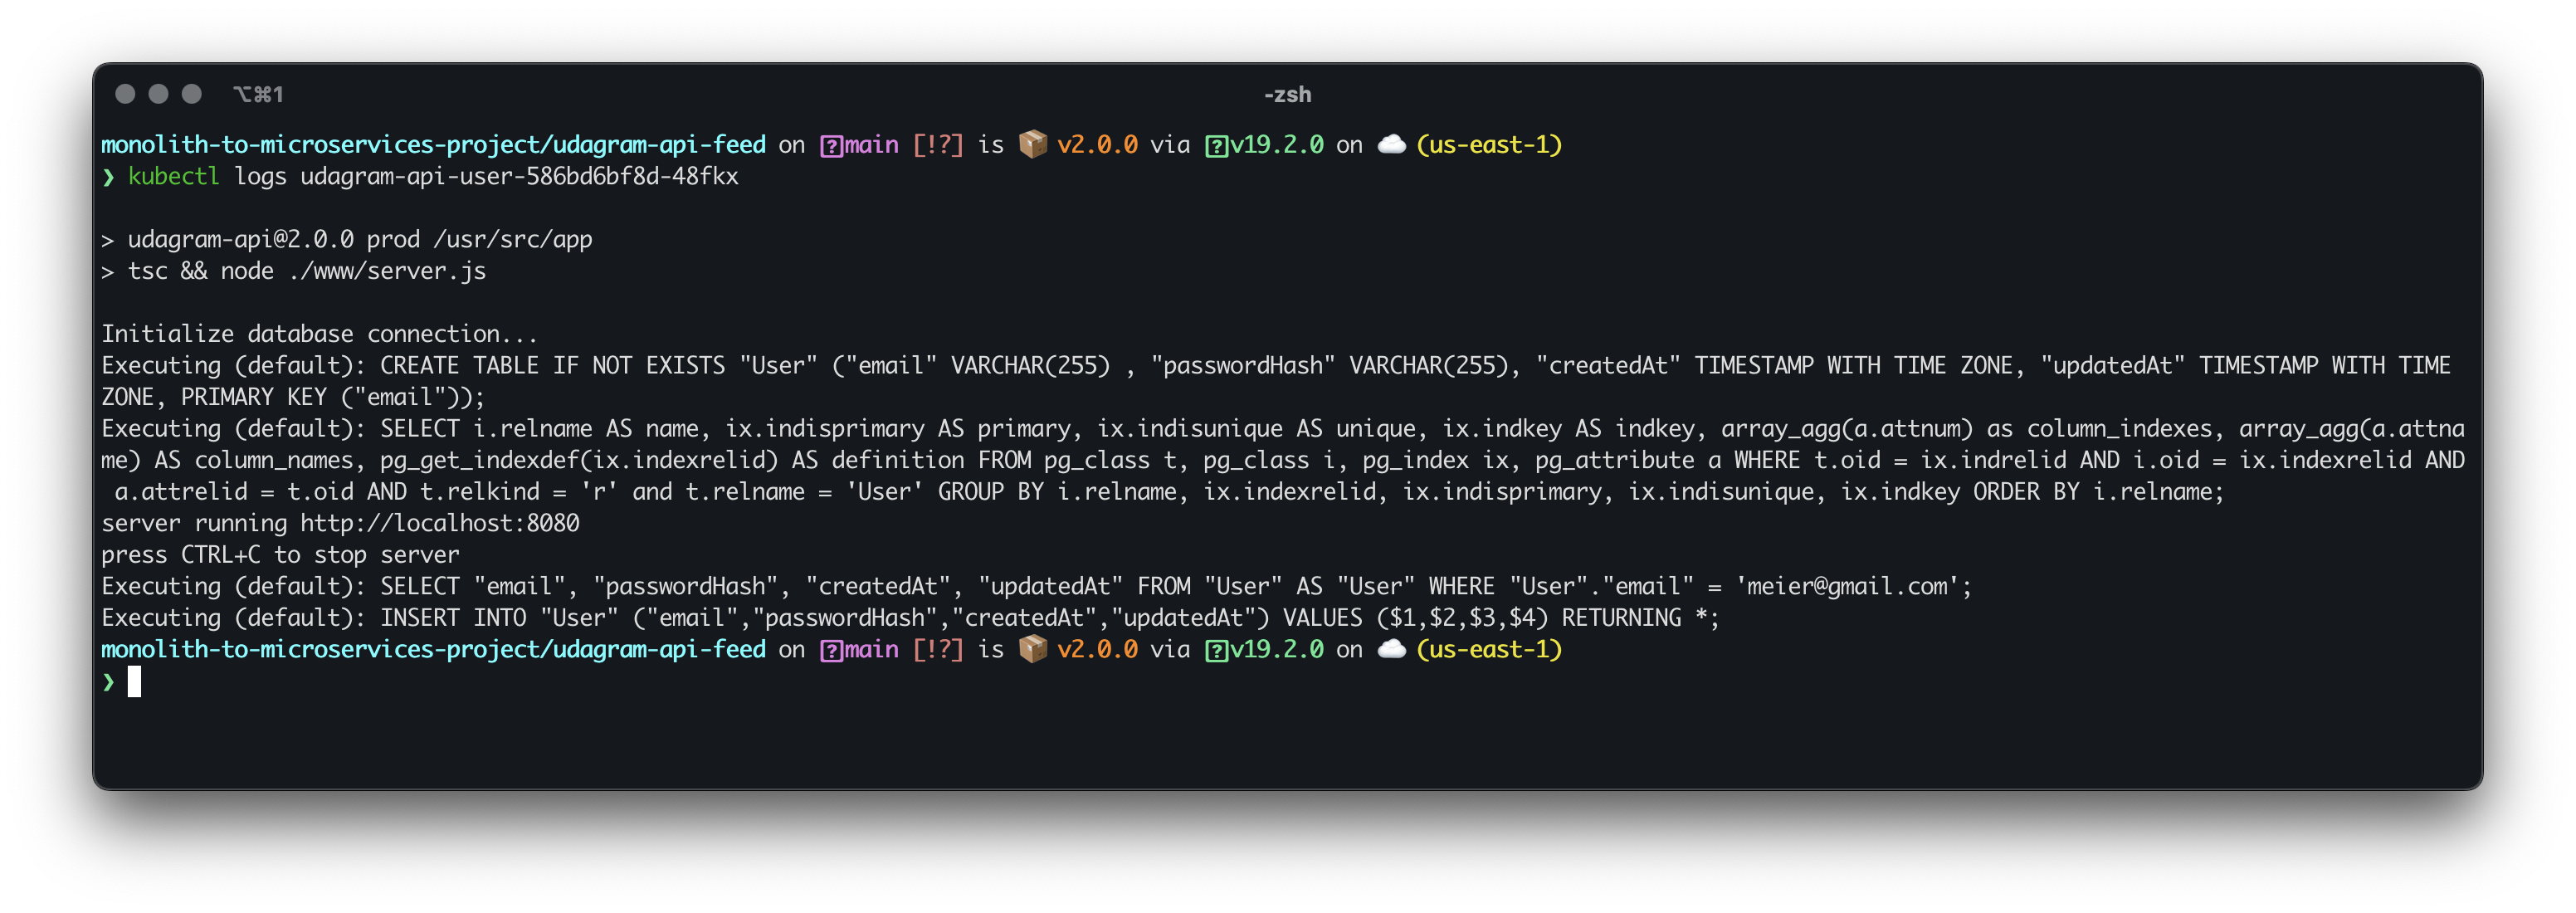 ⌥⌘1
-zsh
monolith-to-microservices-project/udagram-api-feed on ?main [!?] is 📦 v2.0.0 via ?v19.2.0 on ☁️ (us-east-1)
❯ kubectl logs udagram-api-user-586bd6bf8d-48fkx
> udagram-api@2.0.0 prod /usr/src/app
> tsc && node ./www/server.js
Initialize database connection...
Executing (default): CREATE TABLE IF NOT EXISTS "User" ("email" VARCHAR(255) , "passwordHash" VARCHAR(255), "createdAt" TIMESTAMP WITH TIME ZONE, "updatedAt" TIMESTAMP WITH TIME
ZONE, PRIMARY KEY ("email"));
Executing (default): SELECT i.relname AS name, ix.indisprimary AS primary, ix.indisunique AS unique, ix.indkey AS indkey, array_agg(a.attnum) as column_indexes, array_agg(a.attna
me) AS column_names, pg_get_indexdef(ix.indexrelid) AS definition FROM pg_class t, pg_class i, pg_index ix, pg_attribute a WHERE t.oid = ix.indrelid AND i.oid = ix.indexrelid AND
 a.attrelid = t.oid AND t.relkind = 'r' and t.relname = 'User' GROUP BY i.relname, ix.indexrelid, ix.indisprimary, ix.indisunique, ix.indkey ORDER BY i.relname;
server running http://localhost:8080
press CTRL+C to stop server
Executing (default): SELECT "email", "passwordHash", "createdAt", "updatedAt" FROM "User" AS "User" WHERE "User"."email" = 'meier@gmail.com';
Executing (default): INSERT INTO "User" ("email","passwordHash","createdAt","updatedAt") VALUES ($1,$2,$3,$4) RETURNING *;
monolith-to-microservices-project/udagram-api-feed on ?main [!?] is 📦 v2.0.0 via ?v19.2.0 on ☁️ (us-east-1)
❯